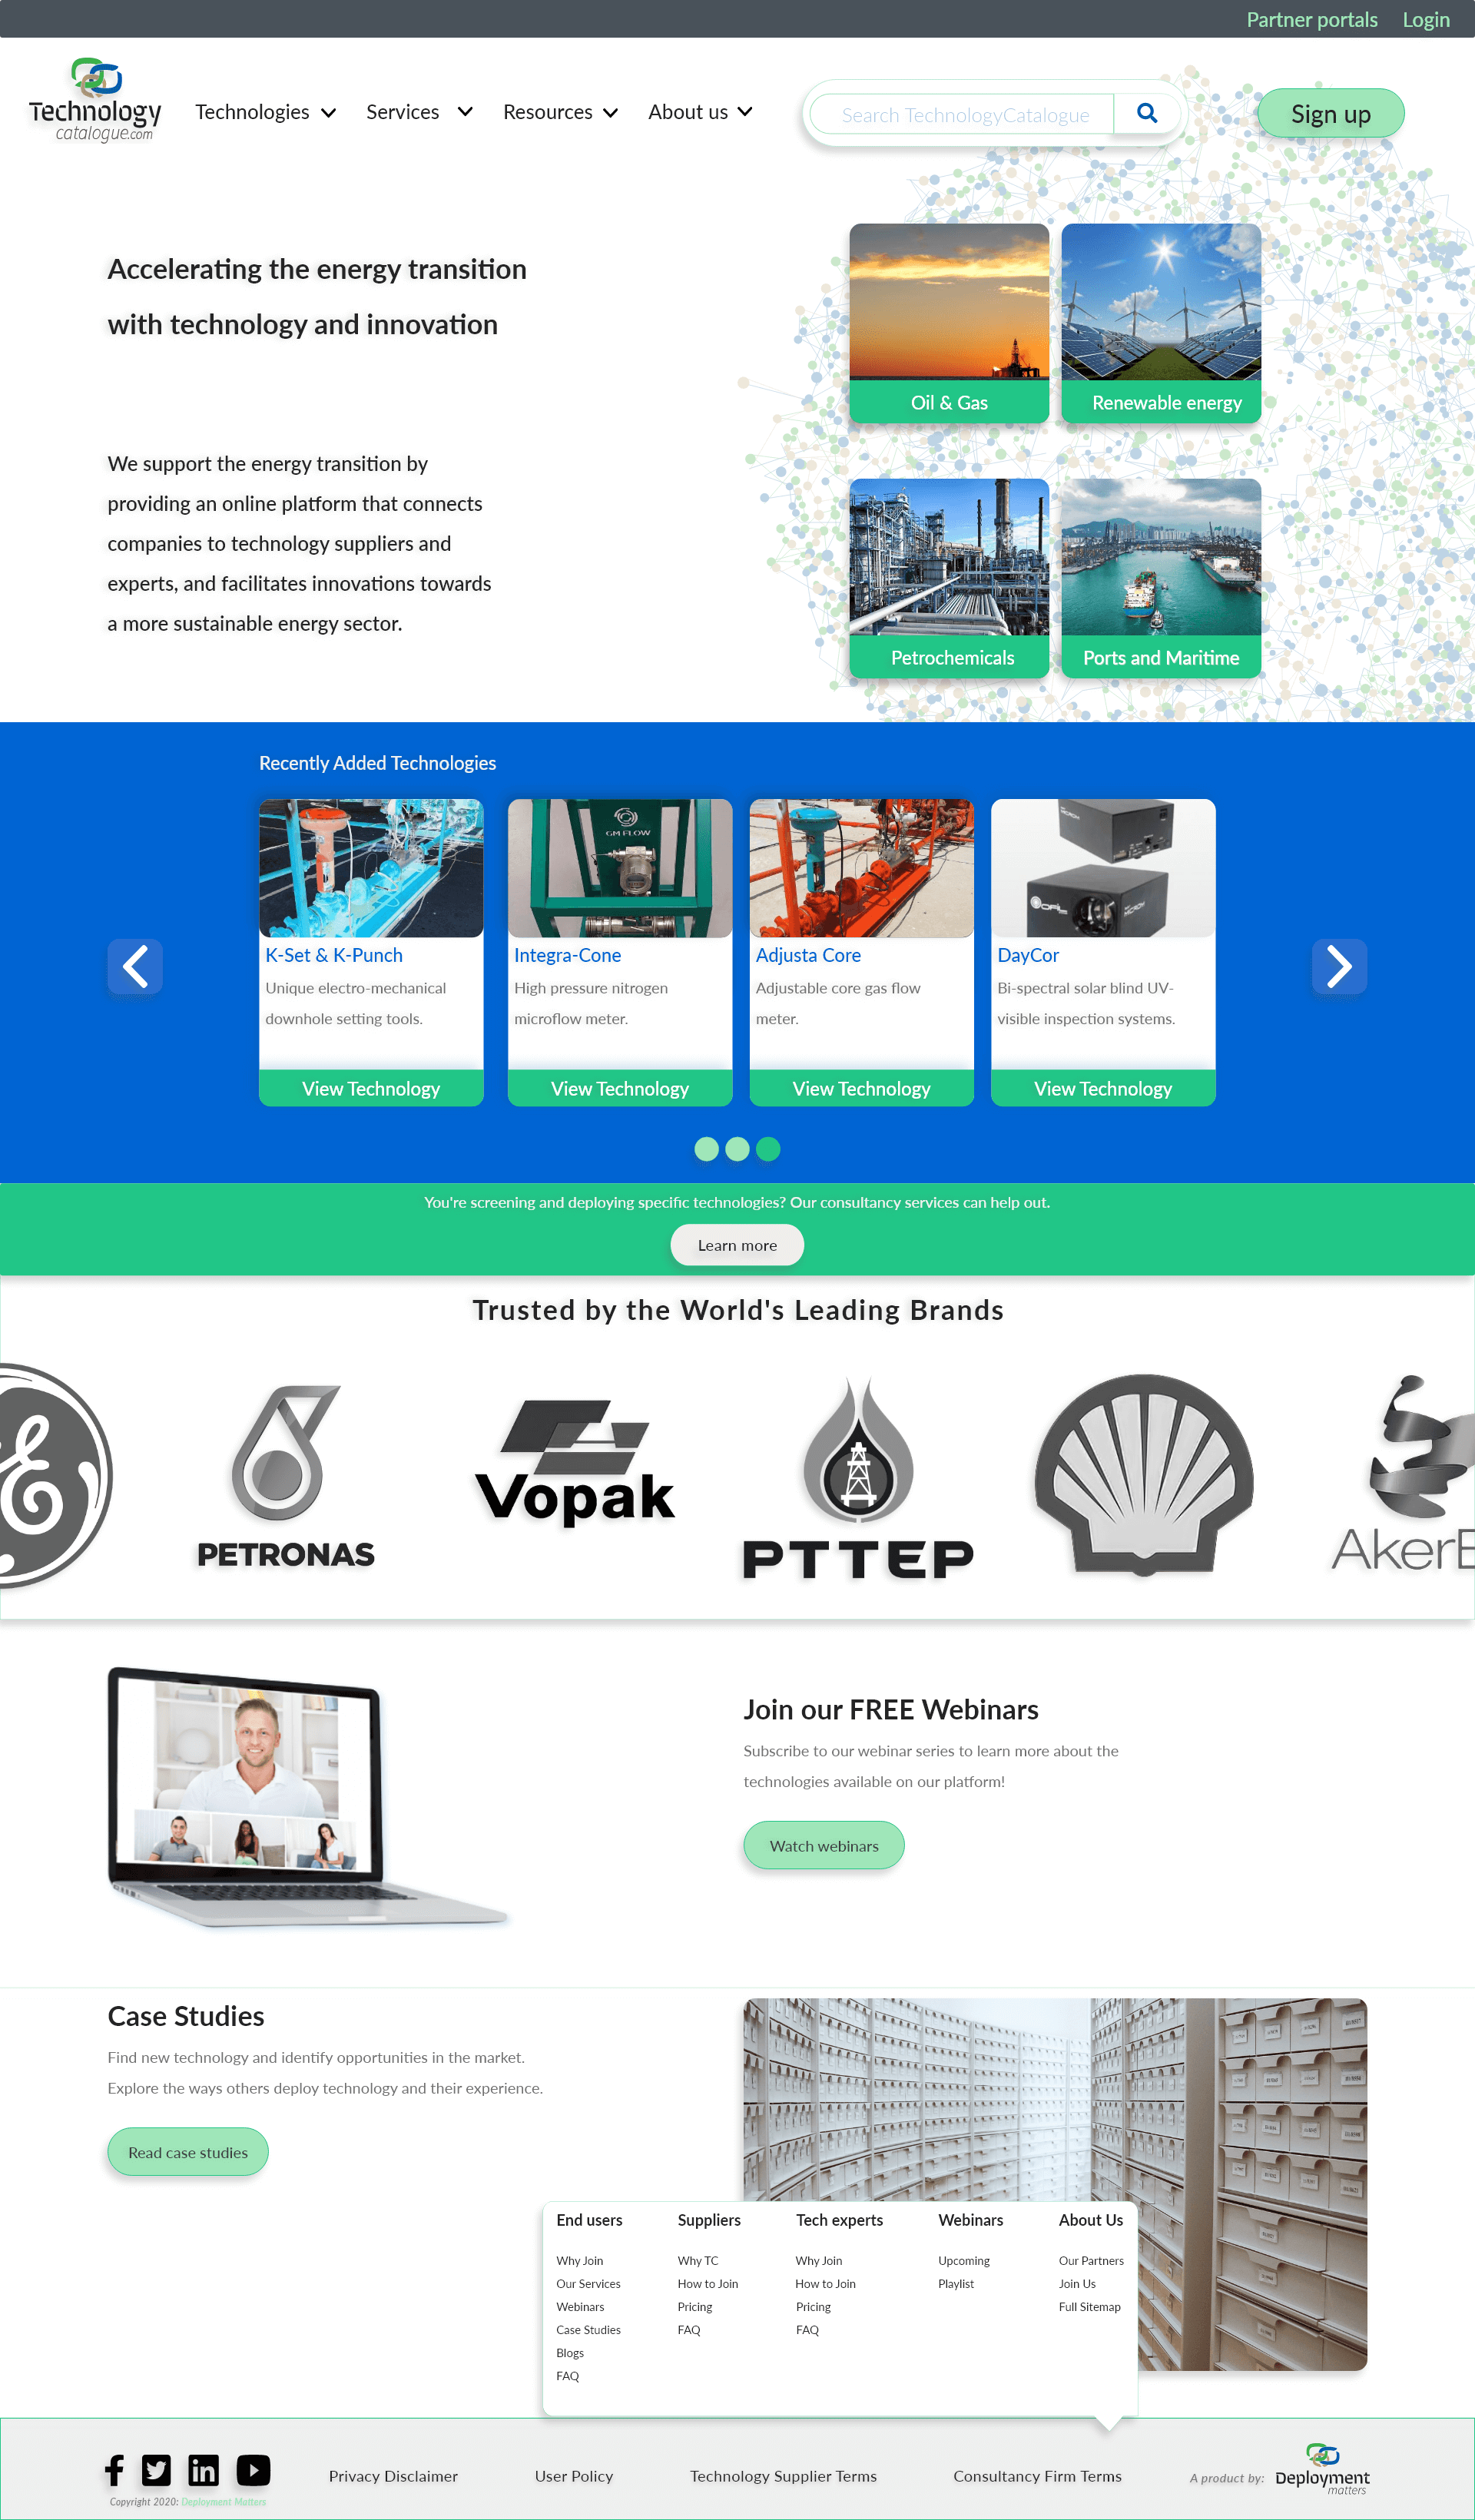 Partner portals Login
Technology
catalogue.com
Technologies Services Resources About us
Search TechnologyCatalogue
Sign up
Accelerating the energy transition
with technology and innovation
We support the energy transition by
providing an online platform that connects
companies to technology suppliers and
experts, and facilitates innovations towards
a more sustainable energy sector.
Oil & Gas
Renewable energy
Petrochemicals
Ports and Maritime
Recently Added Technologies
GM FLOW
K-Set & K-Punch
Unique electro-mechanical
downhole setting tools.
View Technology
Integra-Cone
High pressure nitrogen
microflow meter.
View Technology
Adjusta Core
Adjustable core gas flow
meter.
View Technology
DayCor
Bi-spectral solar blind UV-
visible inspection systems.
View Technology
You're screening and deploying specific technologies? Our consultancy services can help out.
Learn more
Trusted by the World's Leading Brands
PETRONAS
Vopak
PTTEP
AkerB
Join our FREE Webinars
Subscribe to our webinar series to learn more about the
technologies available on our platform!
Watch webinars
Case Studies
Find new technology and identify opportunities in the market.
Explore the ways others deploy technology and their experience.
Read case studies
End users
Why Join
Our Services
Webinars
Case Studies
Blogs
FAQ
Suppliers
Why TC
How to Join
Pricing
FAQ
Tech experts
Why Join
How to Join
Pricing
FAQ
Webinars
Upcoming
Playlist
About Us
Our Partners
Join Us
Full Sitemap
Copyright 2020: Deployment Matters
Privacy Disclaimer
User Policy
Technology Supplier Terms
Consultancy Firm Terms
A product by:
Deployment
matters